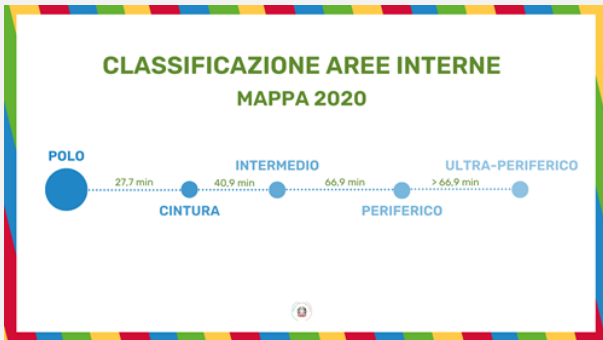 CLASSIFICAZIONE AREE INTERNE
MAPPA 2020
POLO
INTERMEDIO
ULTRA-PERIFERICO
27,7 min
40,9 min
66,9 min
> 66,9 min
CINTURA
PERIFERICO